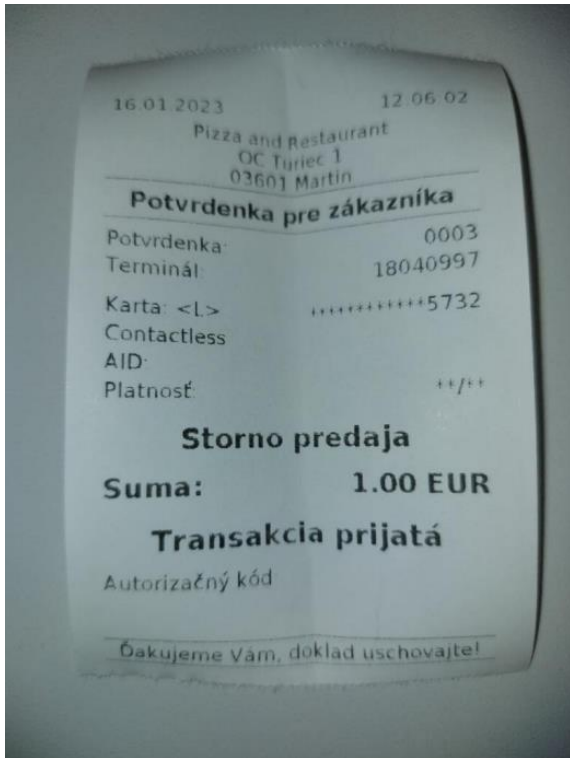 16.01.2023 12:06:02
Pizza and Restaurant
OC Turiec 1
03601 Martin
Potvrdenka pre zákazníka
Potvrdenka: 0003
Terminál: 18040997
Karta: <L> ************5732
Contactless
AID:
Platnosť: **/**
Storno predaja
Suma: 1.00 EUR
Transakcia prijatá
Autorizačný kód:
Ďakujeme Vám, doklad uschovajte!